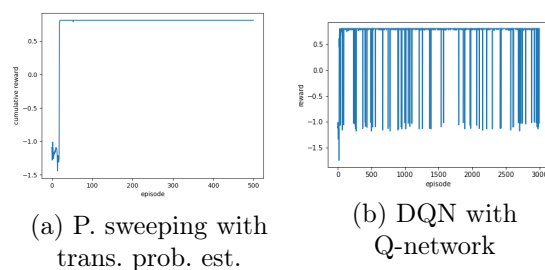 0.5
0.0
−0.5
−1.0
−1.5
cumulative reward
0 100 200 300 400 500
episode
(a) P. sweeping with
trans. prob. est.
0.5
0.0
−0.5
−1.0
−1.5
reward
0 500 1000 1500 2000 2500 3000
episode
(b) DQN with
Q-network